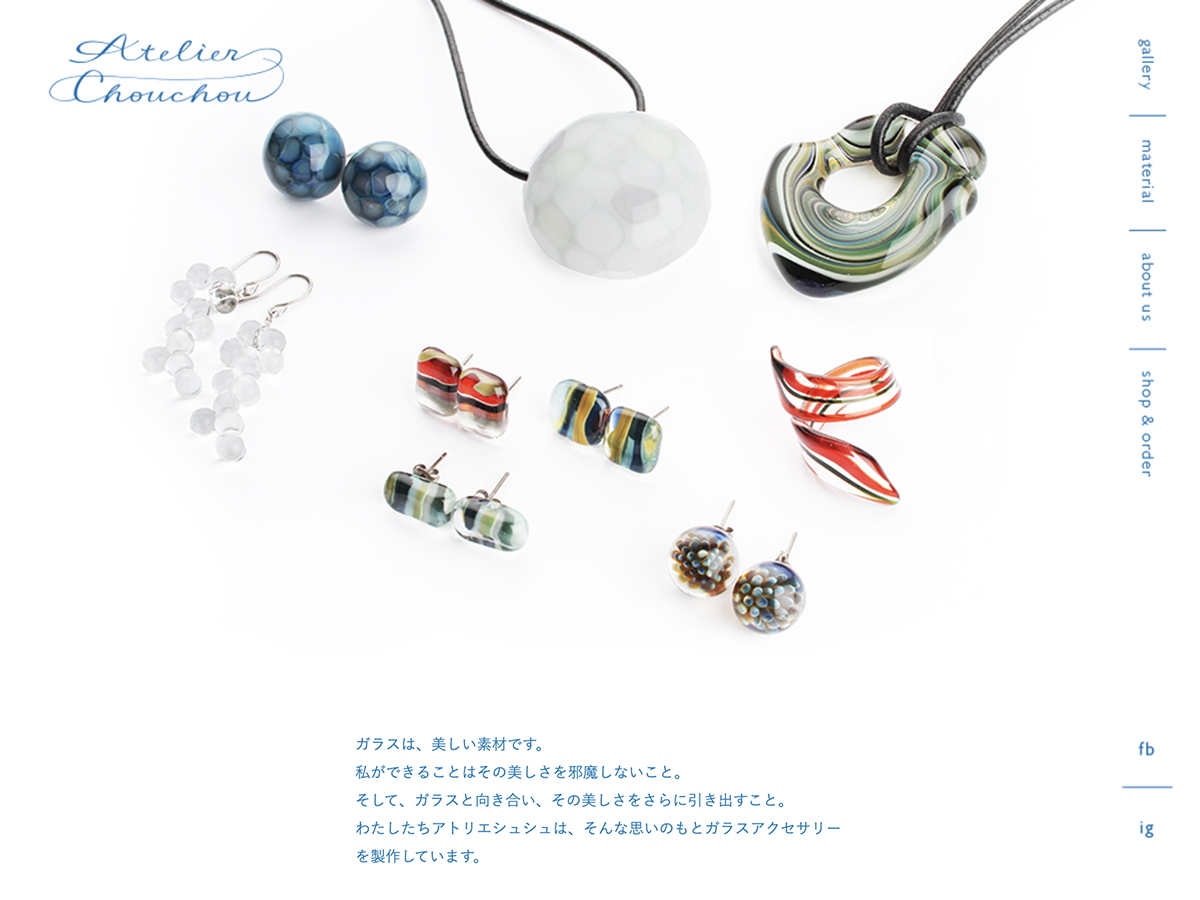 Atelier
Chouchou
gallery
material
about us
shop & order
ガラスは、美しい素材です。
私ができることはその美しさを邪魔しないこと。
そして、ガラスと向き合い、その美しさをさらに引き出すこと。
わたしたちアトリエシュシュは、そんな思いのもとガラスアクセサリー
を製作しています。
fb
ig